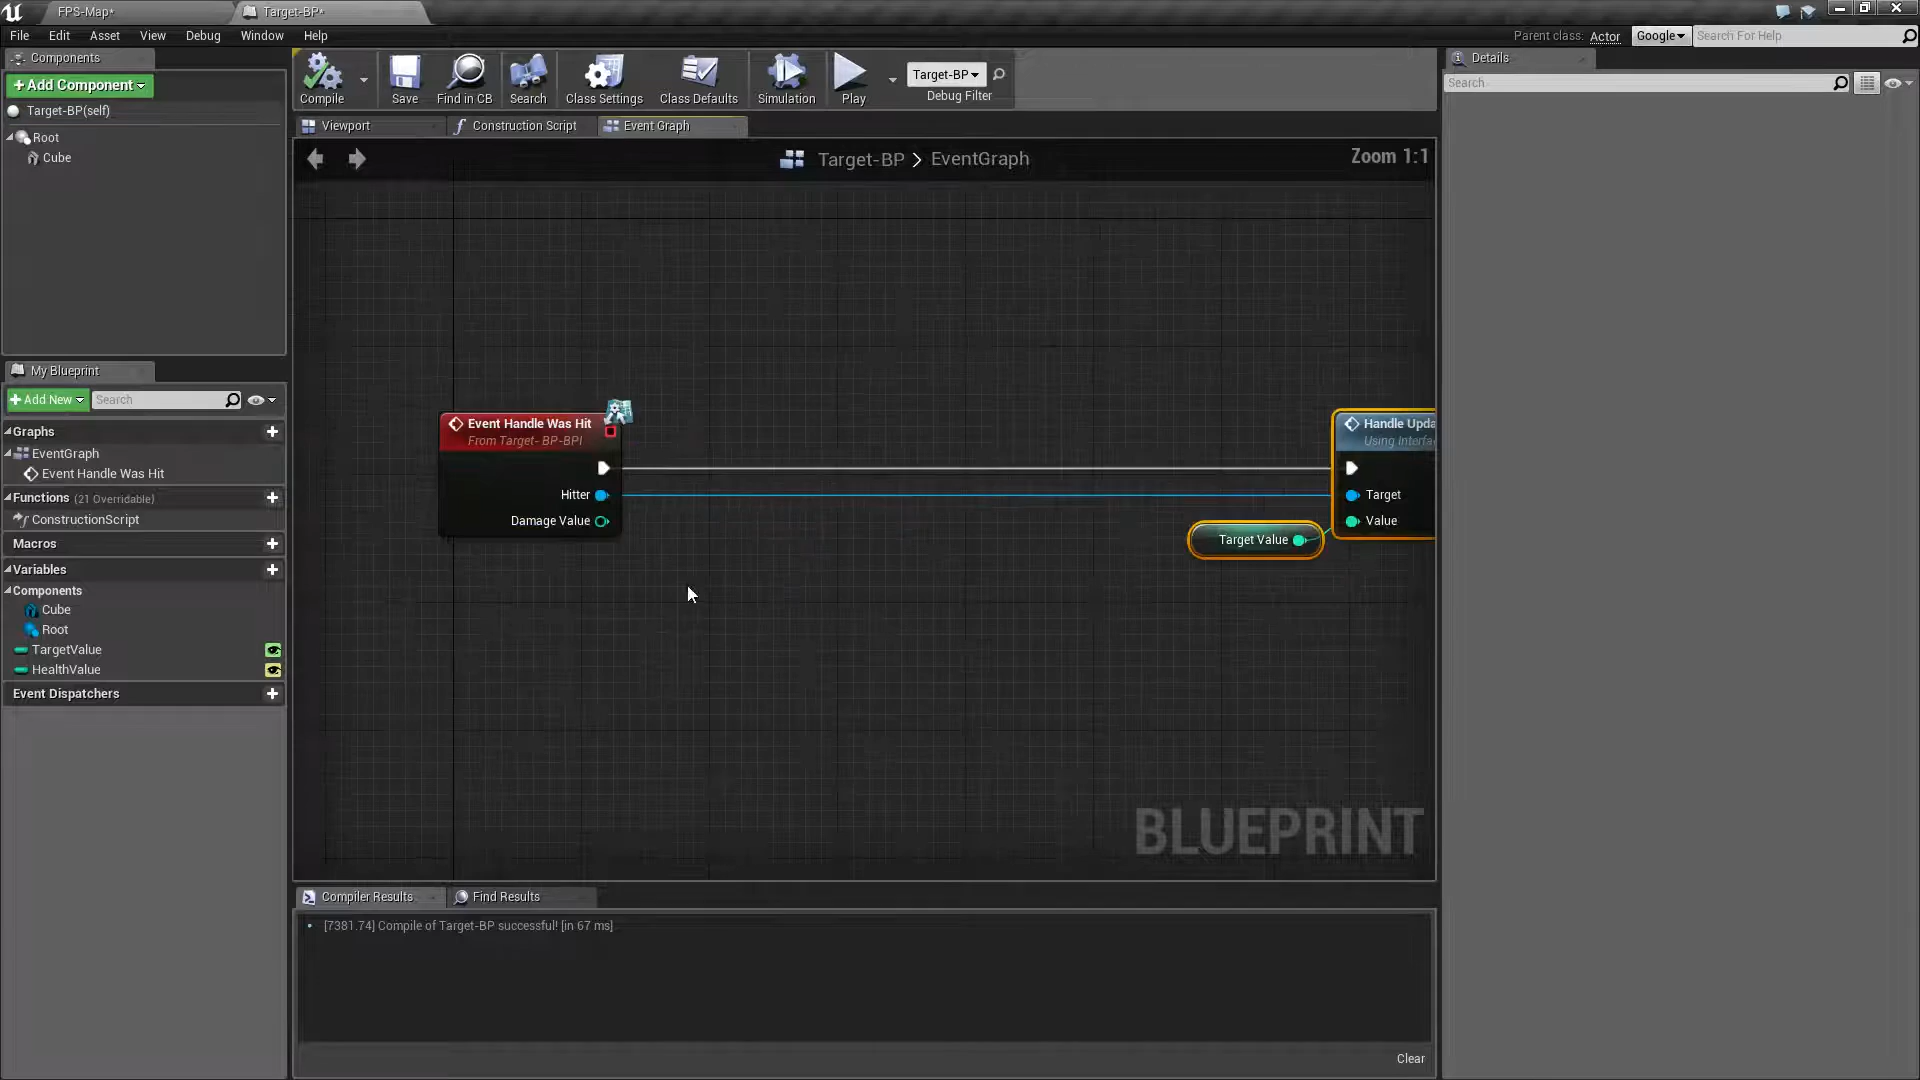 FPS-Map*
Target-BP*
File Edit Asset View Debug Window Help
Parent class: Actor
Google
Search For Help
Components
+Add Component
Target-BP(self)
Root
Cube
Compile
Save
Find in CB
Search
Class Settings
Class Defaults
Simulation
Play
Target-BP
Debug Filter
Viewport
Construction Script
Event Graph
Target-BP > EventGraph
Zoom 1:1
Details
Search
Event Handle Was Hit
From Target- BP-BPI
Hitter
Damage Value
Target Value
Handle Upda
Using Interfa
Target
Value
BLUEPRINT
My Blueprint
+Add New
Search
Graphs
EventGraph
Event Handle Was Hit
Functions (21 Overridable)
ConstructionScript
Macros
Variables
Components
Cube
Root
TargetValue
HealthValue
Event Dispatchers
Compiler Results
Find Results
[7381.74] Compile of Target-BP successful! [in 67 ms]
Clear